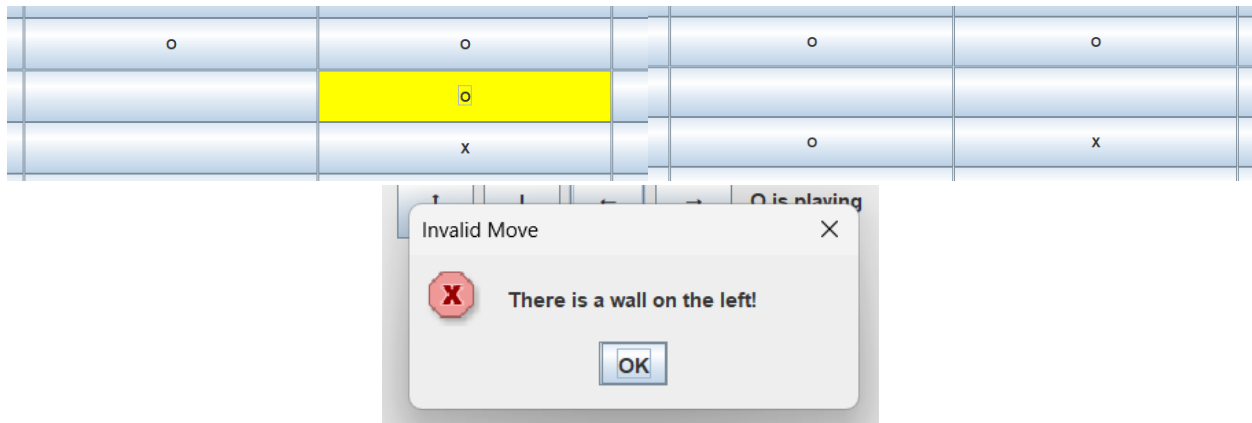 o o o o
o
x o x
↑ ↓ ← → O is playing
Invalid Move
X There is a wall on the left!
OK